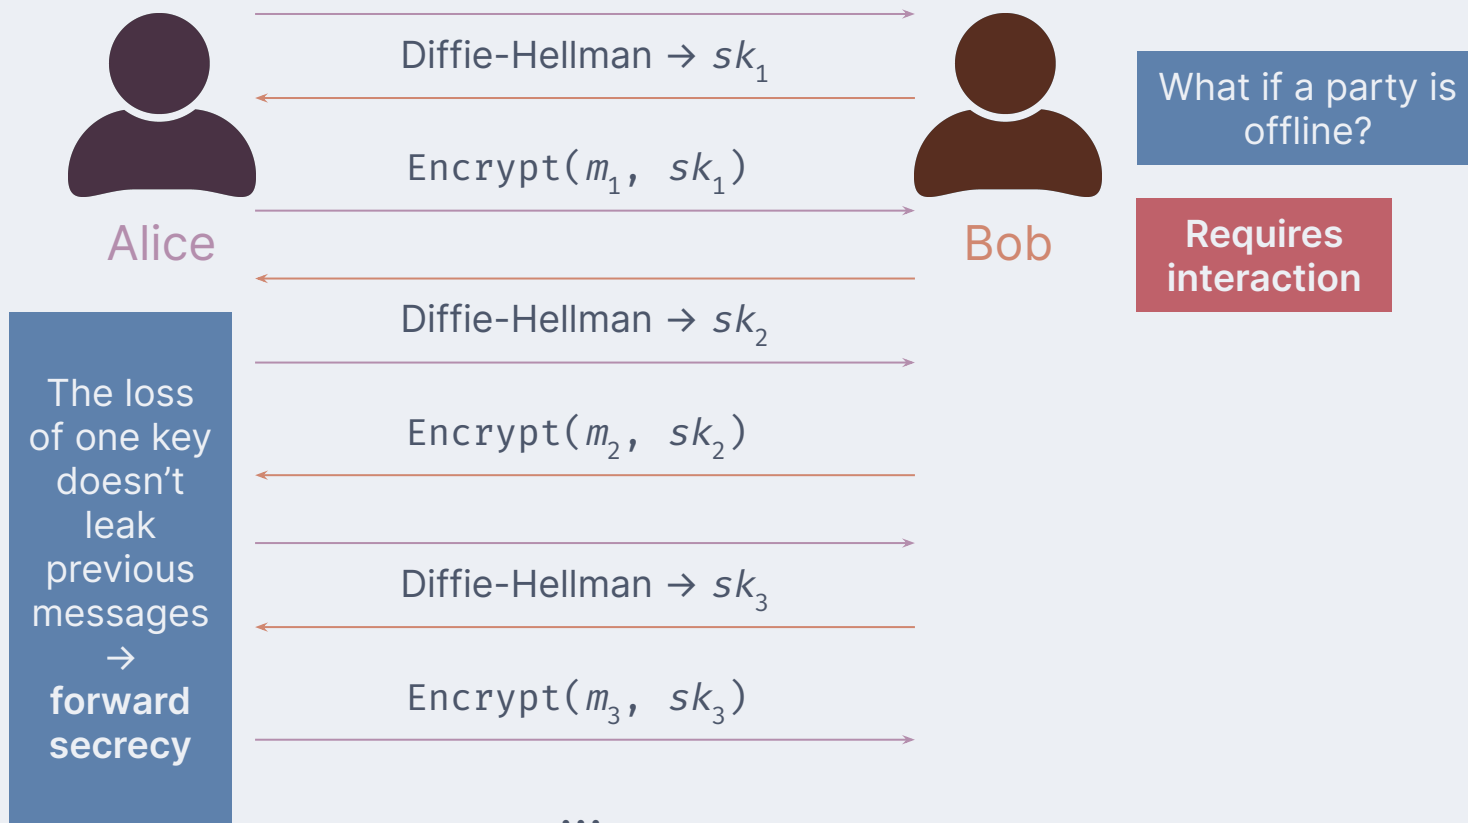 Diffie-Hellman → sk₁
Encrypt(m₁, sk₁)
Alice
Bob
What if a party is
offline?
Requires
interaction
Diffie-Hellman → sk₂
Encrypt(m₂, sk₂)
Diffie-Hellman → sk₃
Encrypt(m₃, sk₃)
...
The loss
of one key
doesn’t
leak
previous
messages
→
forward
secrecy